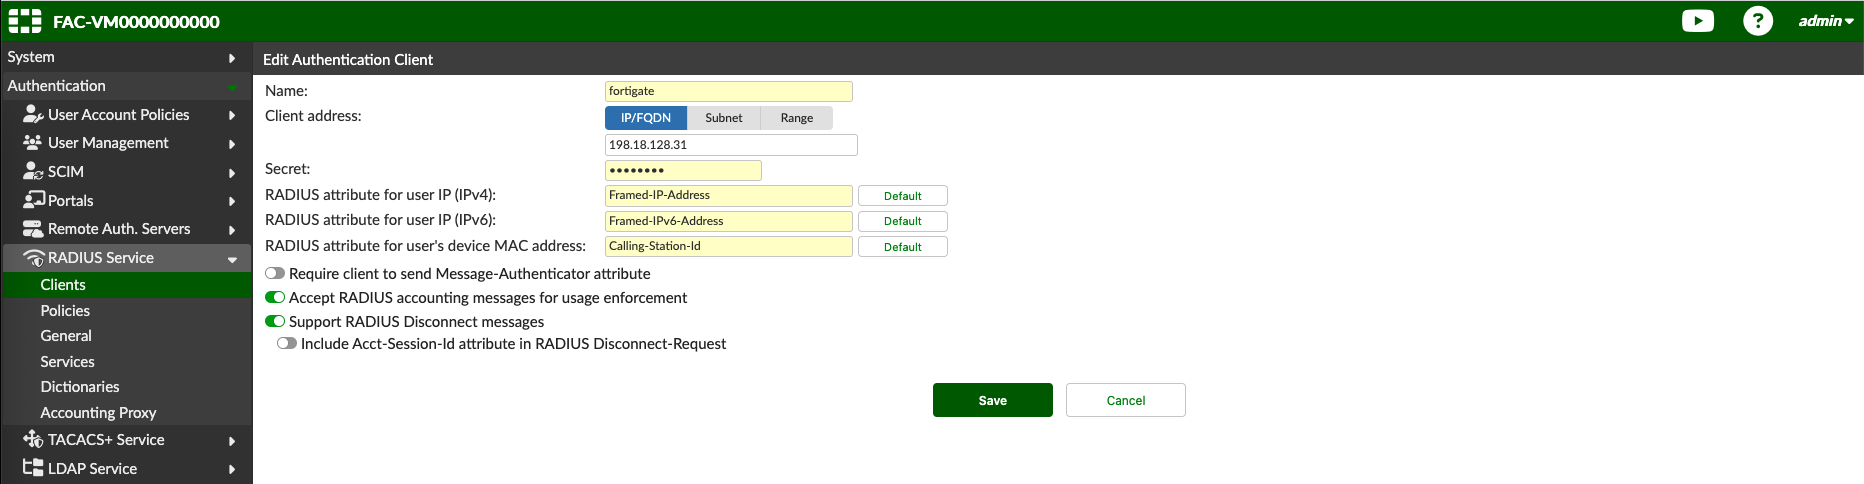 FAC-VM0000000000
admin
System
Authentication
User Account Policies
User Management
SCIM
Portals
Remote Auth. Servers
RADIUS Service
Clients
Policies
General
Services
Dictionaries
Accounting Proxy
TACACS+ Service
LDAP Service
Edit Authentication Client
Name: fortigate
Client address: IP/FQDN Subnet Range
198.18.128.31
Secret: ••••••••
RADIUS attribute for user IP (IPv4): Framed-IP-Address Default
RADIUS attribute for user IP (IPv6): Framed-IPv6-Address Default
RADIUS attribute for user's device MAC address: Calling-Station-Id Default
Require client to send Message-Authenticator attribute
Accept RADIUS accounting messages for usage enforcement
Support RADIUS Disconnect messages
Include Acct-Session-Id attribute in RADIUS Disconnect-Request
Save Cancel